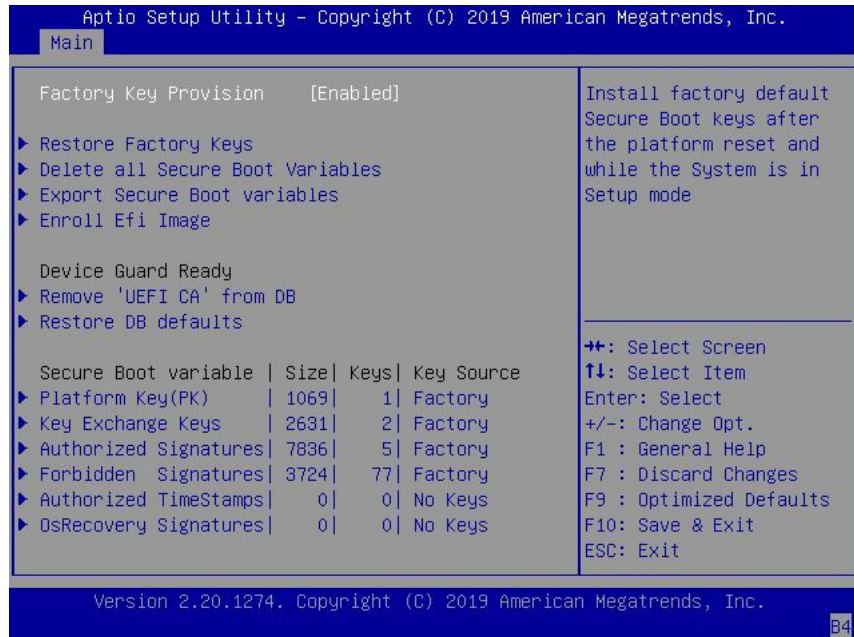 Aptio Setup Utility – Copyright (C) 2019 American Megatrends, Inc.
Main
Factory Key Provision [Enabled]
Restore Factory Keys
Delete all Secure Boot Variables
Export Secure Boot variables
Enroll Efi Image
Device Guard Ready
Remove 'UEFI CA' from DB
Restore DB defaults
Secure Boot variable | Size| Keys| Key Source
Platform Key(PK) | 1069| 1| Factory
Key Exchange Keys | 2631| 2| Factory
Authorized Signatures| 7836| 5| Factory
Forbidden Signatures| 3724| 77| Factory
Authorized TimeStamps| 0| 0| No Keys
OsRecovery Signatures| 0| 0| No Keys
Install factory default
Secure Boot keys after
the platform reset and
while the System is in
Setup mode
→←: Select Screen
↑↓: Select Item
Enter: Select
+/-: Change Opt.
F1 : General Help
F7 : Discard Changes
F9 : Optimized Defaults
F10: Save & Exit
ESC: Exit
Version 2.20.1274. Copyright (C) 2019 American Megatrends, Inc.
B4